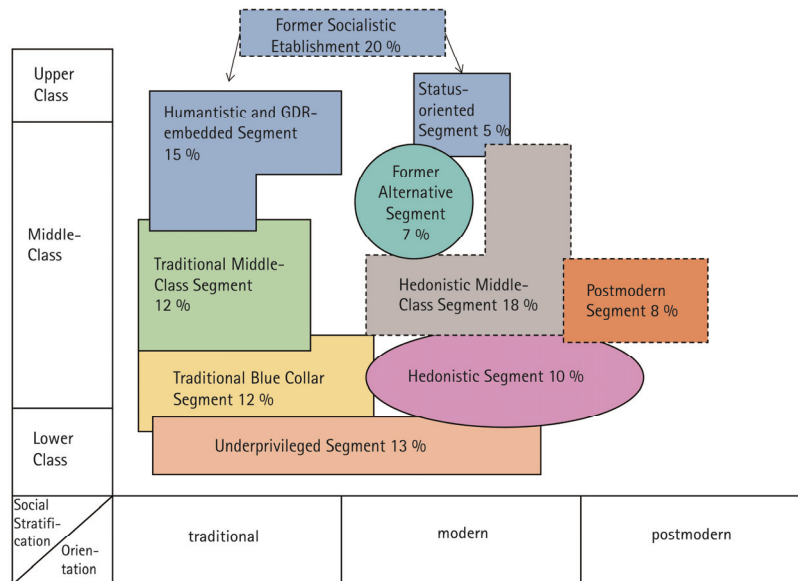 Former Socialistic
Etablishment 20 %
Upper
Class
Humantistic and GDR-
embedded Segment
15 %
Status-
oriented
Segment 5 %
Former
Alternative
Segment
7 %
Middle-
Class
Traditional Middle-
Class Segment
12 %
Hedonistic Middle-
Class Segment 18 %
Postmodern
Segment 8 %
Traditional Blue Collar
Segment 12 %
Hedonistic Segment 10 %
Lower
Class
Underprivileged Segment 13 %
Social
Stratifi-
cation
Orien-
tation
traditional
modern
postmodern